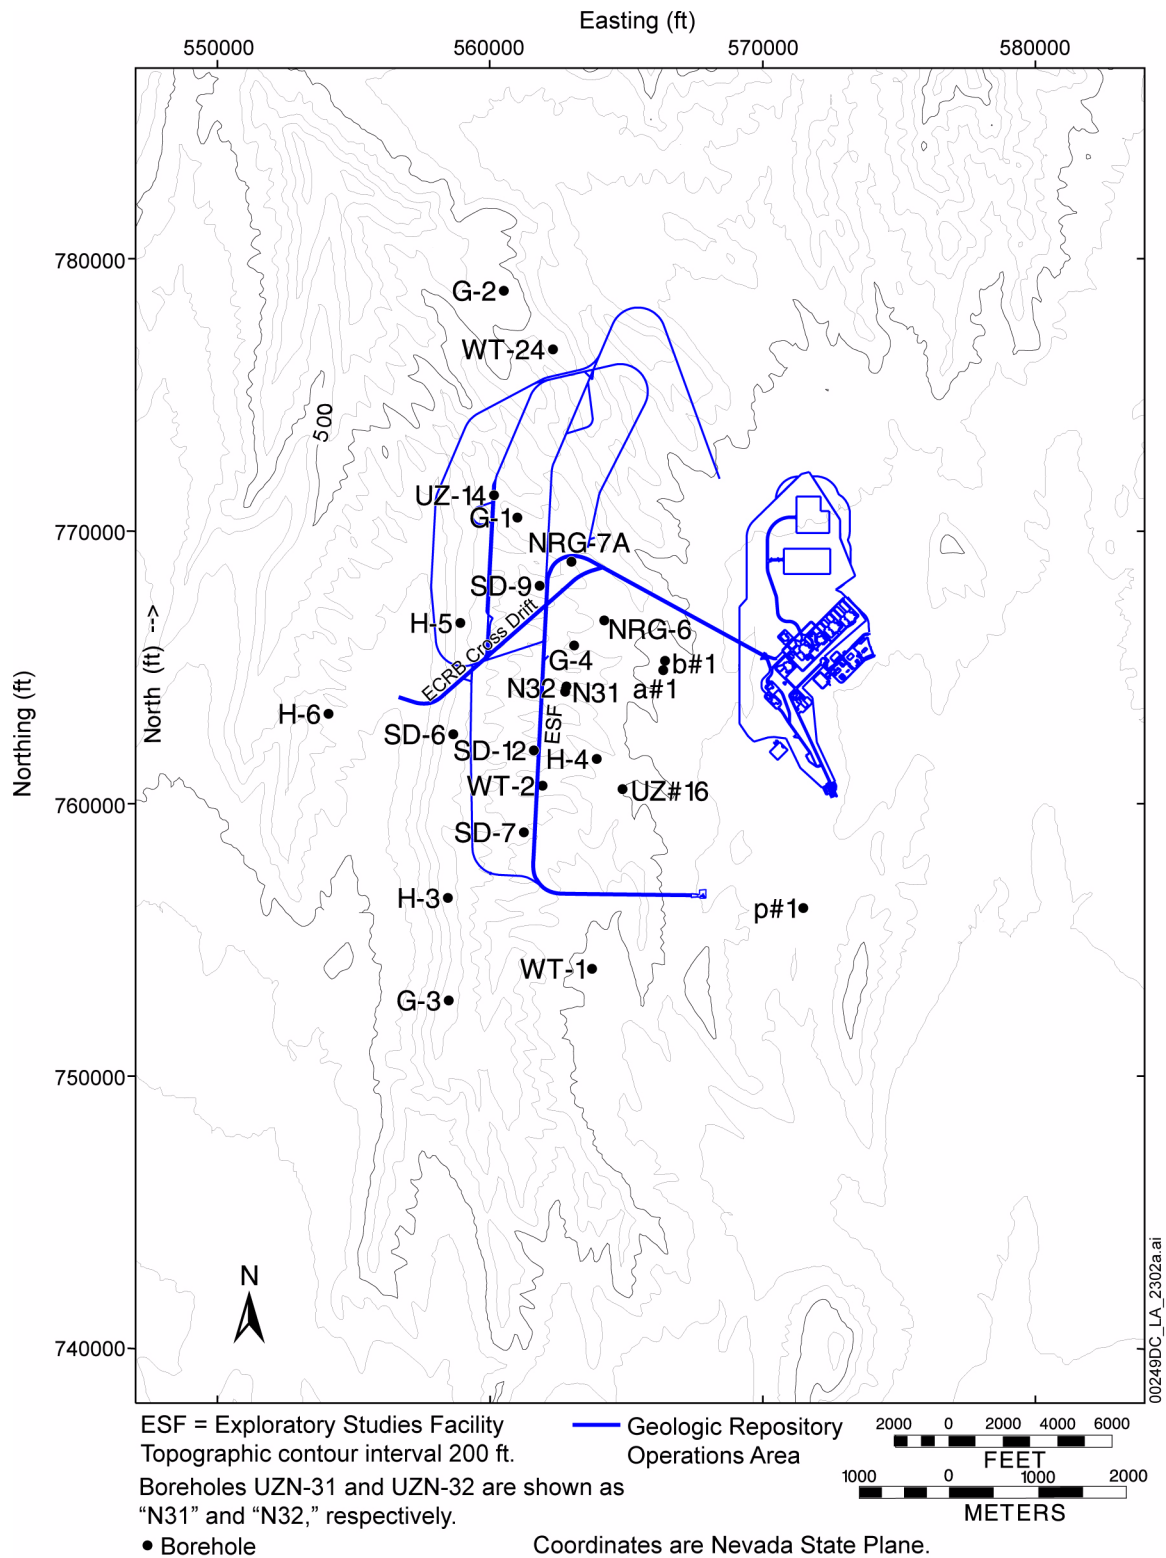 Easting (ft)
550000
560000
570000
580000
780000
770000
760000
750000
740000
Northing (ft)
North (ft) -->
500
G-2
WT-24
UZ-14
G-1
NRG-7A
SD-9
ECRB Cross Drift
H-5
NRG-6
G-4
b#1
a#1
N32
N31
H-6
SD-6
SD-12
ESF
H-4
WT-2
UZ#16
SD-7
H-3
p#1
WT-1
G-3
N
00249DC_LA_2302a.ai
ESF = Exploratory Studies Facility
Topographic contour interval 200 ft.
Boreholes UZN-31 and UZN-32 are shown as
“N31” and “N32,” respectively.
Borehole
Geologic Repository
Operations Area
2000 0 2000 4000 6000
FEET
1000 0 1000 2000
METERS
Coordinates are Nevada State Plane.